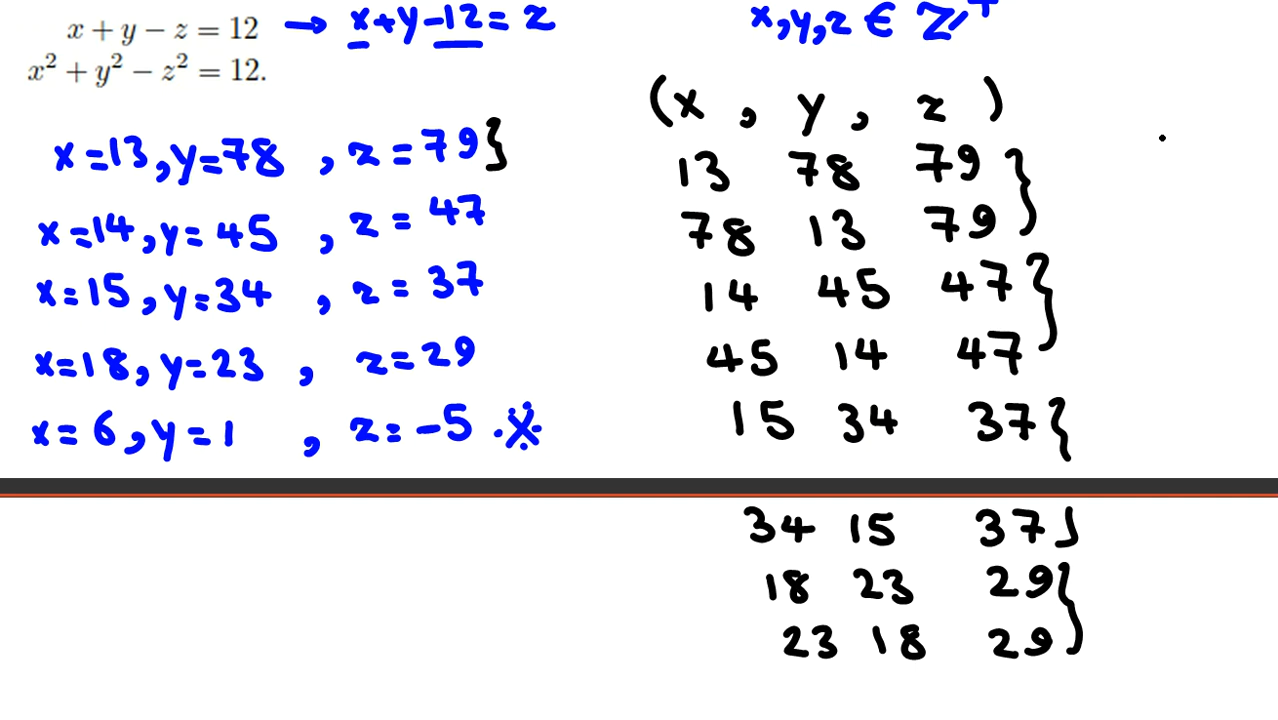 x + y − z = 12 → x+y−12 = z
x² + y² − z² = 12.
x=13, y=78 , z=79}
x=14, y=45 , z=47
x=15, y=34 , z=37
x=18, y=23 , z=29
x=6, y=1 , z=−5 .※
x,y,z ∈ ℤ⁺
(x , y , z )
13 78 79 }
78 13 79
14 45 47 }
45 14 47
15 34 37 }
34 15 37
18 23 29 }
23 18 29